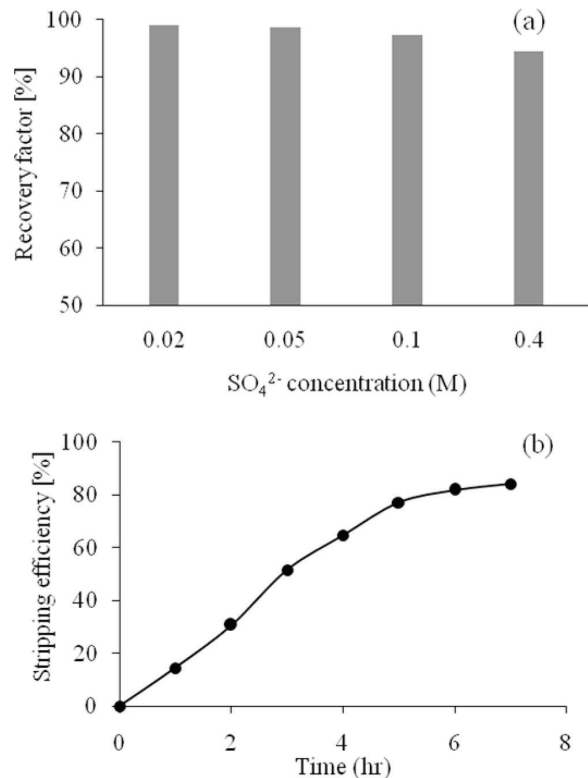 (a)
Recovery factor [%]
100
90
80
70
60
50
0.02 0.05 0.1 0.4
SO₄²⁻ concentration (M)
(b)
Stripping efficiency [%]
100
80
60
40
20
0
0 2 4 6 8
Time (hr)